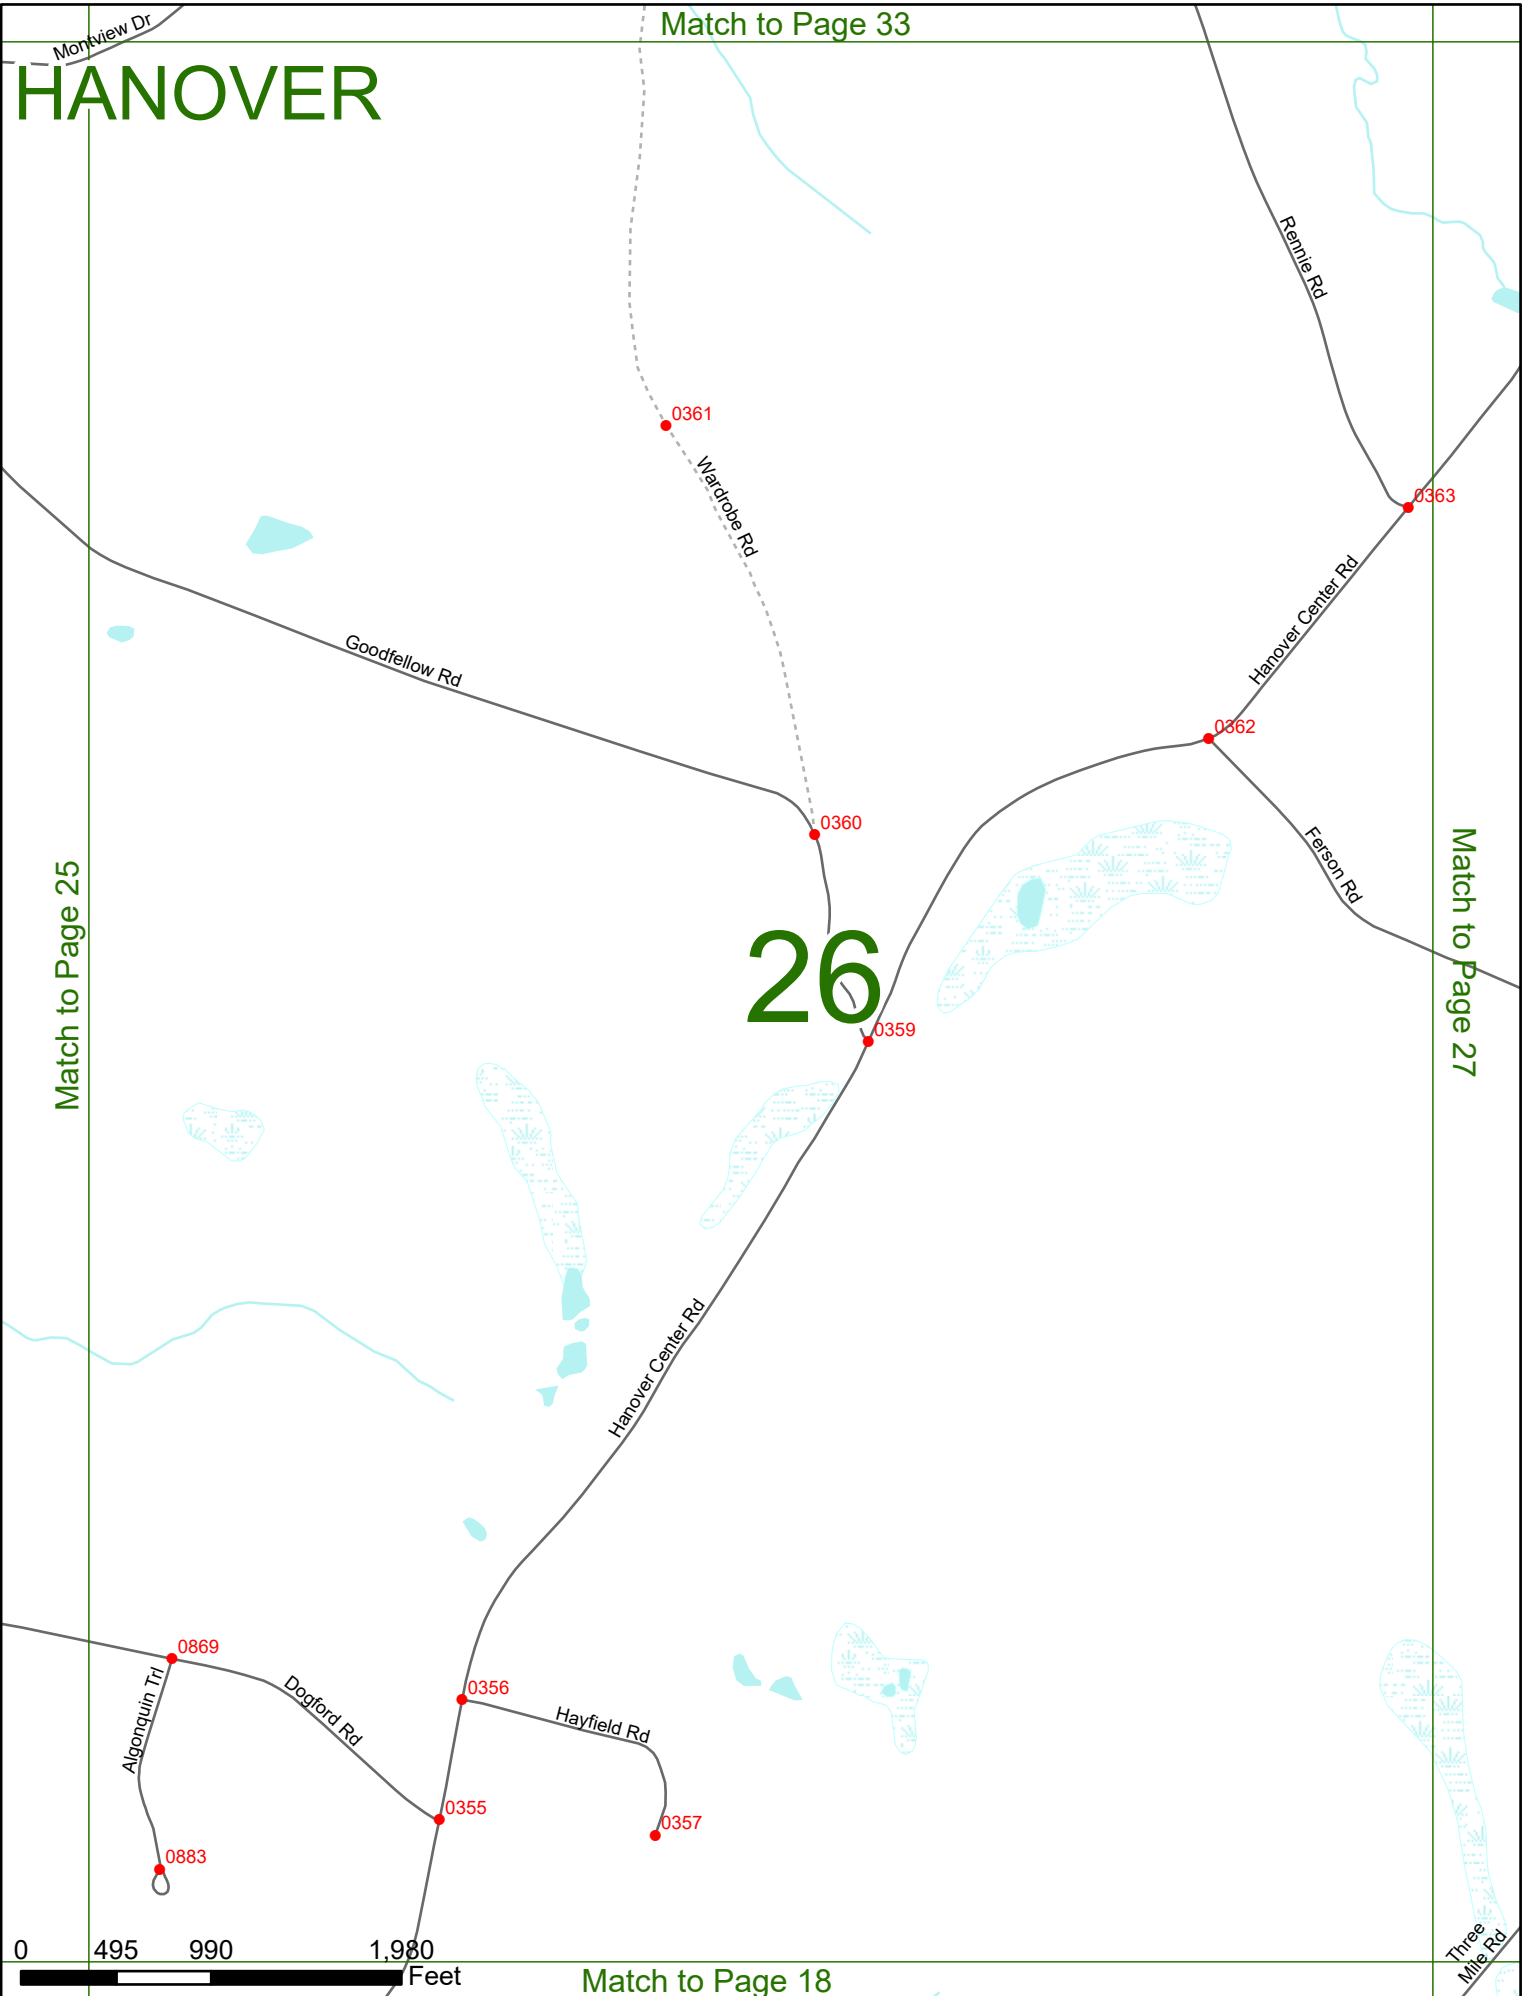 Match to Page 33
Montview Dr
HANOVER
Rennie Rd
0361
Wardrobe Rd
0363
Hanover Center Rd
Goodfellow Rd
0362
0360
Ferson Rd
Match to Page 25
Match to Page 27
26
0359
Hanover Center Rd
0869
Algonquin Trl
Dogford Rd
0356
Hayfield Rd
0355
0357
0883
Three
Mile Rd
0 495 990 1,980
Feet
Match to Page 18